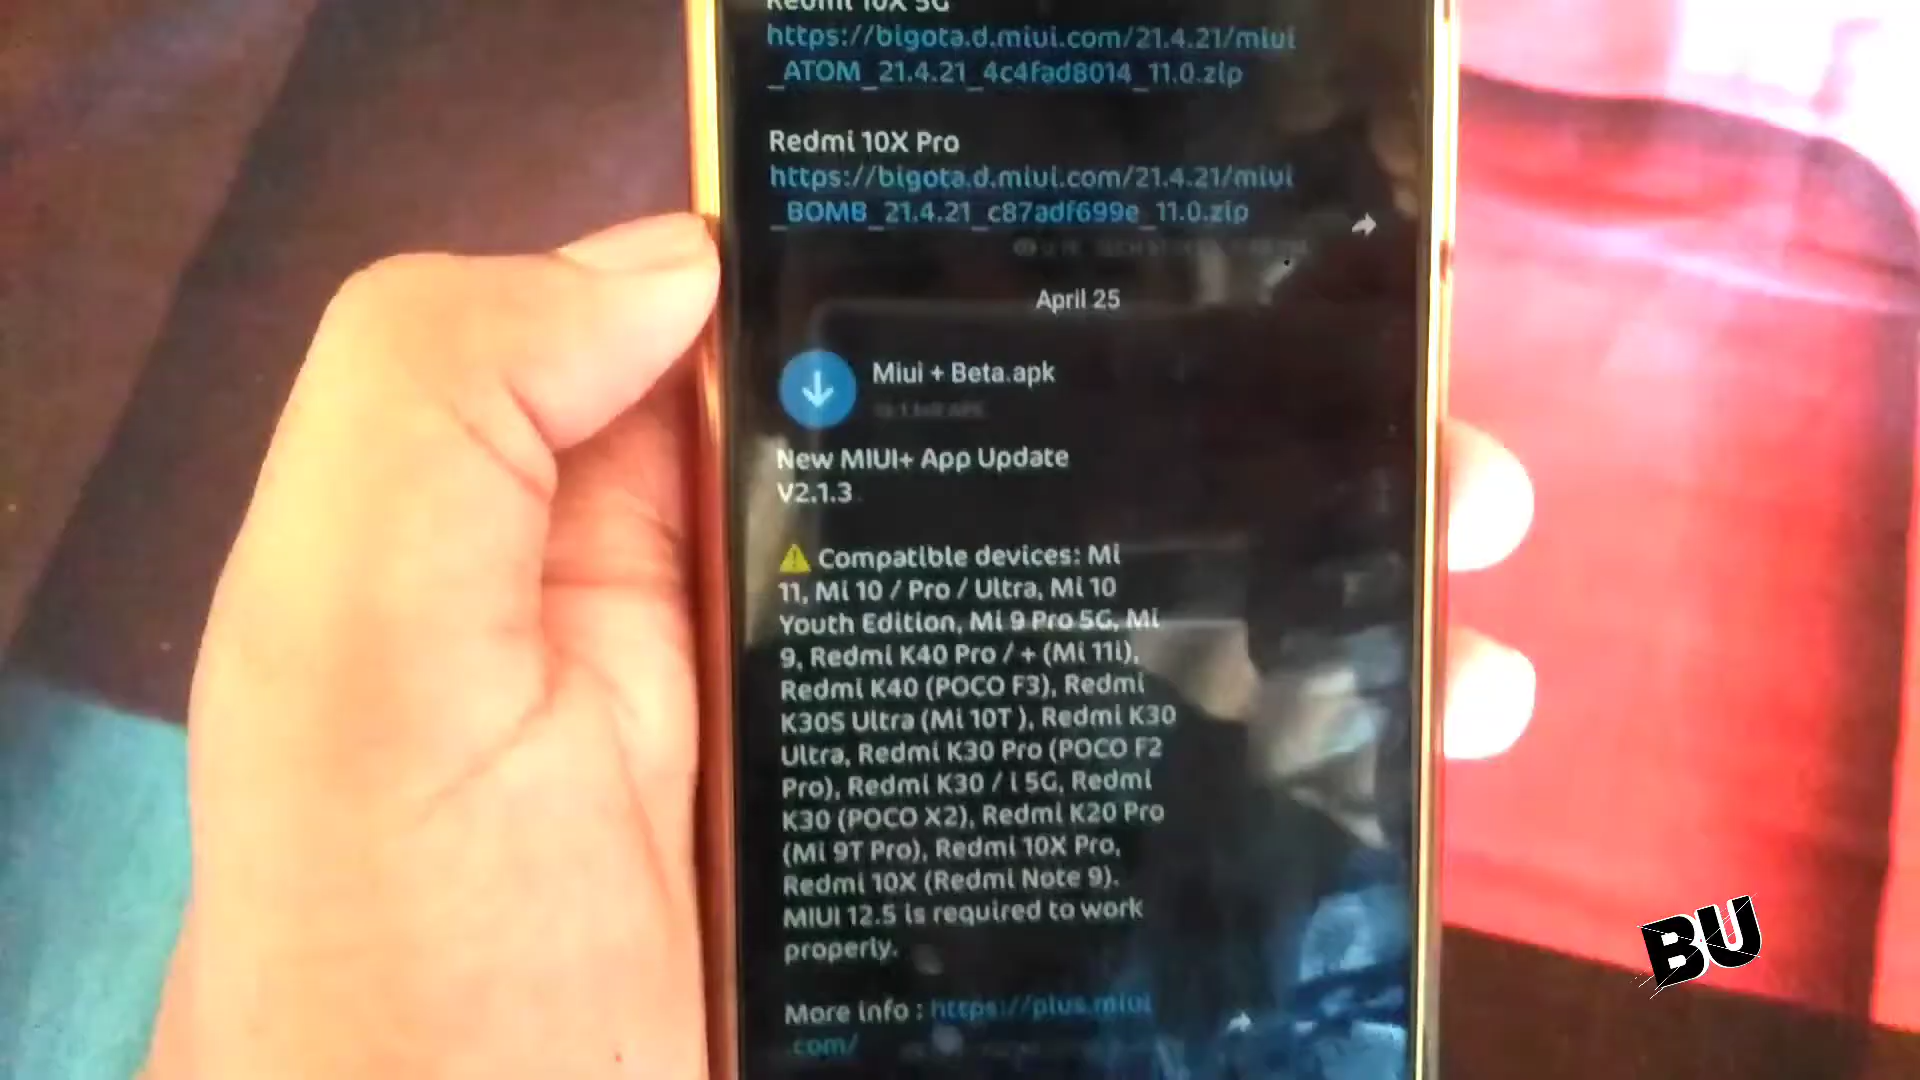 Redmi 10X 5G
https://bigota.d.miui.com/21.4.21/miui
_ATOM_21.4.21_4c4fad8014_11.0.zip
Redmi 10X Pro
https://bigota.d.miui.com/21.4.21/miui
_BOMB_21.4.21_c87adf699e_11.0.zip
April 25
Miui + Beta.apk
New MIUI+ App Update
V2.1.3
⚠️ Compatible devices: Mi
11, Mi 10 / Pro / Ultra, Mi 10
Youth Edition, Mi 9 Pro 5G, Mi
9, Redmi K40 Pro / + (Mi 11i),
Redmi K40 (POCO F3), Redmi
K30S Ultra (Mi 10T ), Redmi K30
Ultra, Redmi K30 Pro (POCO F2
Pro), Redmi K30 / i 5G, Redmi
K30 (POCO X2), Redmi K20 Pro
(Mi 9T Pro), Redmi 10X Pro,
Redmi 10X (Redmi Note 9).
MIUI 12.5 is required to work
properly.
More info : https://plus.miui
.com/
BU